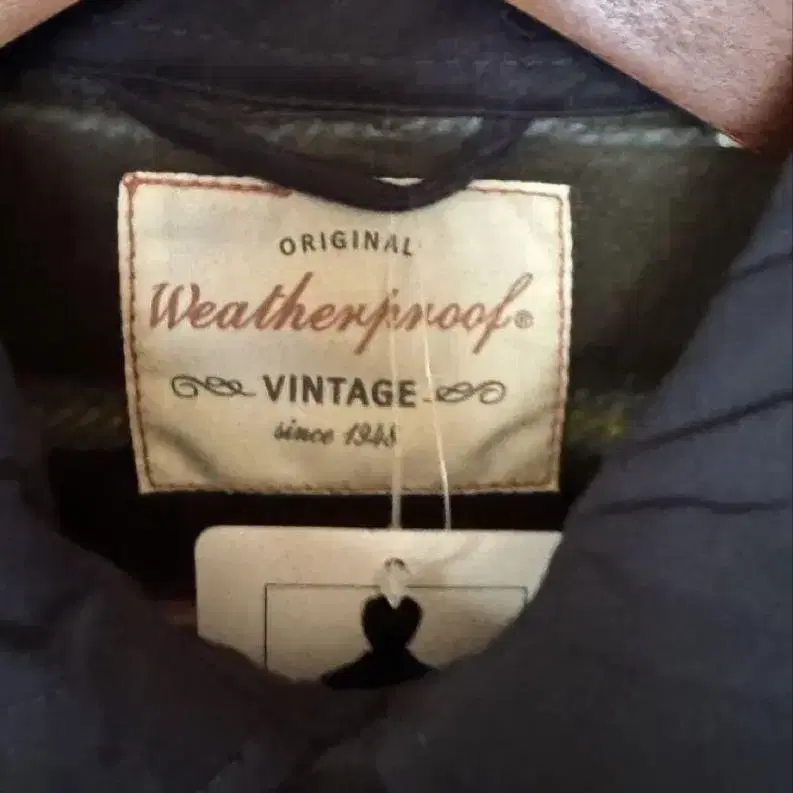 ORIGINAL
Weatherproof®
VINTAGE
since 1948